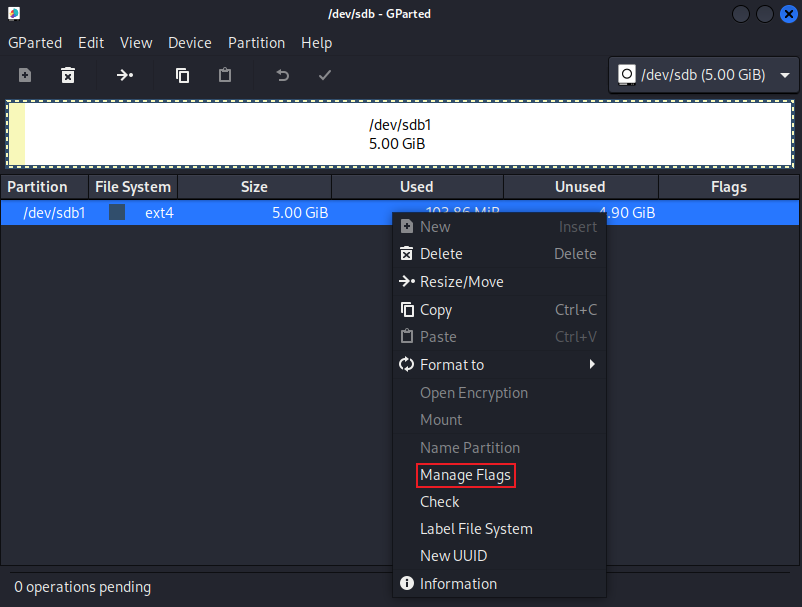 /dev/sdb - GParted
GParted Edit View Device Partition Help
/dev/sdb (5.00 GiB)
/dev/sdb1
5.00 GiB
Partition File System Size Used Unused Flags
/dev/sdb1 ext4 5.00 GiB 103.86 MiB 4.90 GiB
New Insert
Delete Delete
Resize/Move
Copy Ctrl+C
Paste Ctrl+V
Format to
Open Encryption
Mount
Name Partition
Manage Flags
Check
Label File System
New UUID
Information
0 operations pending